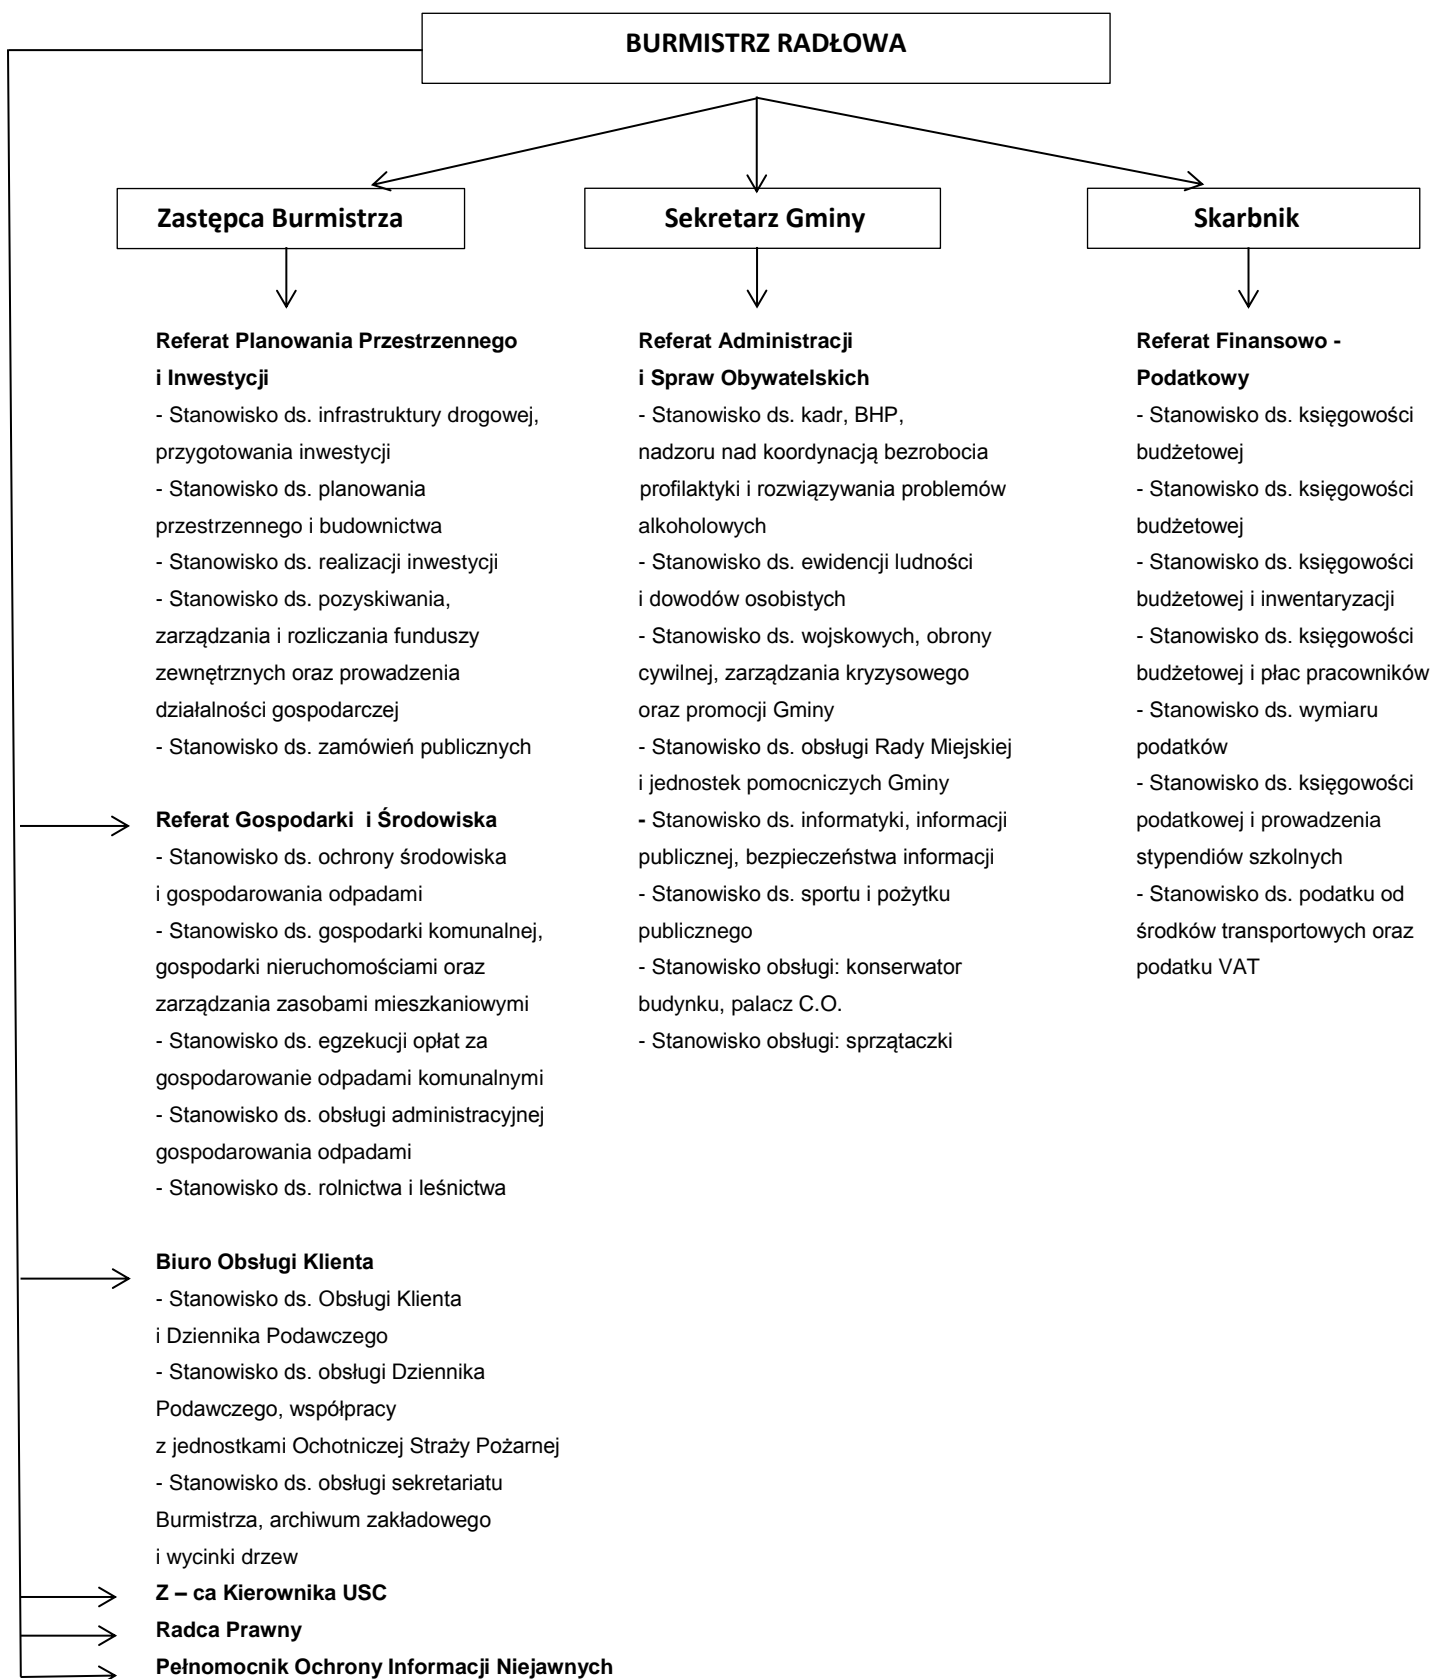 BURMISTRZ RADŁOWA
Zastępca Burmistrza
Sekretarz Gminy
Skarbnik
Referat Planowania Przestrzennego
i Inwestycji
- Stanowisko ds. infrastruktury drogowej,
przygotowania inwestycji
- Stanowisko ds. planowania
przestrzennego i budownictwa
- Stanowisko ds. realizacji inwestycji
- Stanowisko ds. pozyskiwania,
zarządzania i rozliczania funduszy
zewnętrznych oraz prowadzenia
działalności gospodarczej
- Stanowisko ds. zamówień publicznych
Referat Gospodarki i Środowiska
- Stanowisko ds. ochrony środowiska
i gospodarowania odpadami
- Stanowisko ds. gospodarki komunalnej,
gospodarki nieruchomościami oraz
zarządzania zasobami mieszkaniowymi
- Stanowisko ds. egzekucji opłat za
gospodarowanie odpadami komunalnymi
- Stanowisko ds. obsługi administracyjnej
gospodarowania odpadami
- Stanowisko ds. rolnictwa i leśnictwa
Biuro Obsługi Klienta
- Stanowisko ds. Obsługi Klienta
i Dziennika Podawczego
- Stanowisko ds. obsługi Dziennika
Podawczego, współpracy
z jednostkami Ochotniczej Straży Pożarnej
- Stanowisko ds. obsługi sekretariatu
Burmistrza, archiwum zakładowego
i wycinki drzew
Z – ca Kierownika USC
Radca Prawny
Pełnomocnik Ochrony Informacji Niejawnych
Referat Administracji
i Spraw Obywatelskich
- Stanowisko ds. kadr, BHP,
nadzoru nad koordynacją bezrobocia
profilaktyki i rozwiązywania problemów
alkoholowych
- Stanowisko ds. ewidencji ludności
i dowodów osobistych
- Stanowisko ds. wojskowych, obrony
cywilnej, zarządzania kryzysowego
oraz promocji Gminy
- Stanowisko ds. obsługi Rady Miejskiej
i jednostek pomocniczych Gminy
- Stanowisko ds. informatyki, informacji
publicznej, bezpieczeństwa informacji
- Stanowisko ds. sportu i pożytku
publicznego
- Stanowisko obsługi: konserwator
budynku, palacz C.O.
- Stanowisko obsługi: sprzątaczki
Referat Finansowo -
Podatkowy
- Stanowisko ds. księgowości
budżetowej
- Stanowisko ds. księgowości
budżetowej
- Stanowisko ds. księgowości
budżetowej i inwentaryzacji
- Stanowisko ds. księgowości
budżetowej i płac pracowników
- Stanowisko ds. wymiaru
podatków
- Stanowisko ds. księgowości
podatkowej i prowadzenia
stypendiów szkolnych
- Stanowisko ds. podatku od
środków transportowych oraz
podatku VAT